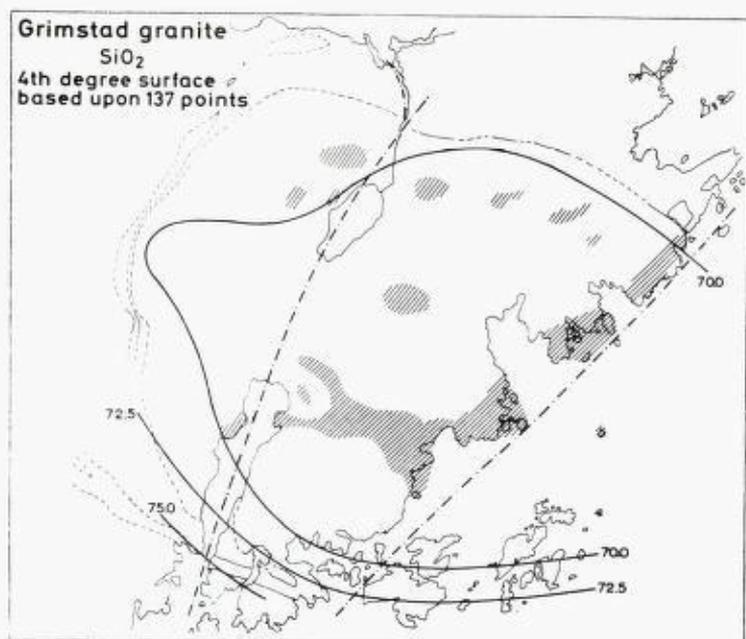 Grimstad granite
SiO₂
4th degree surface
based upon 137 points
70.0
72.5
75.0
70.0
72.5